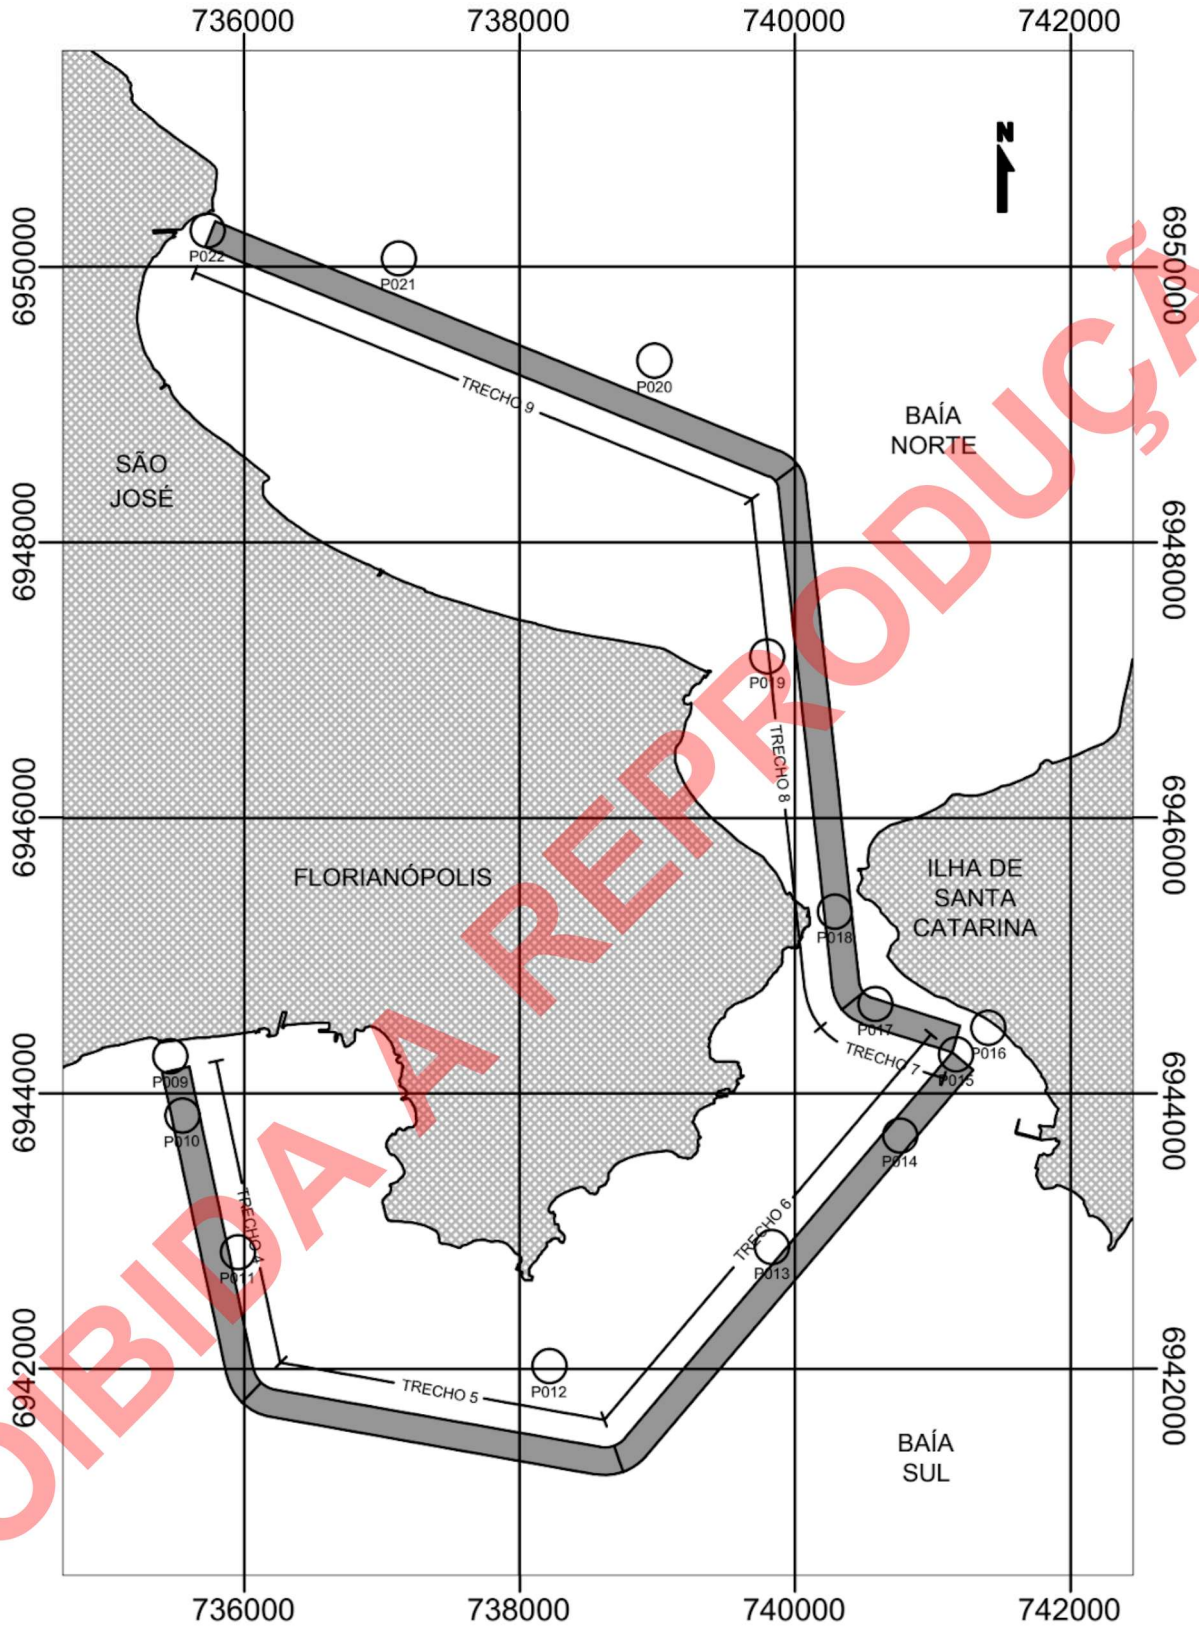 736000 738000 740000 742000
N
P022
P021
6950000
6950000
P020
TRECHO 9
BAÍA
NORTE
SÃO
JOSÉ
6948000
6948000
P019
TRECHO 8
6946000
6946000
FLORIANÓPOLIS
ILHA DE
SANTA
CATARINA
P018
P017
P016
TRECHO 7
P015
P009
6944000
6944000
P010
P014
TRECHO 4
TRECHO 6
P011
P013
6942000
6942000
P012
TRECHO 5
BAÍA
SUL
736000 738000 740000 742000
OIBIDA A REPRODUÇÃ